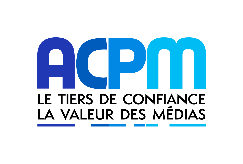 ACPM
LE TIERS DE CONFIANCE
LA VALEUR DES MÉDIAS